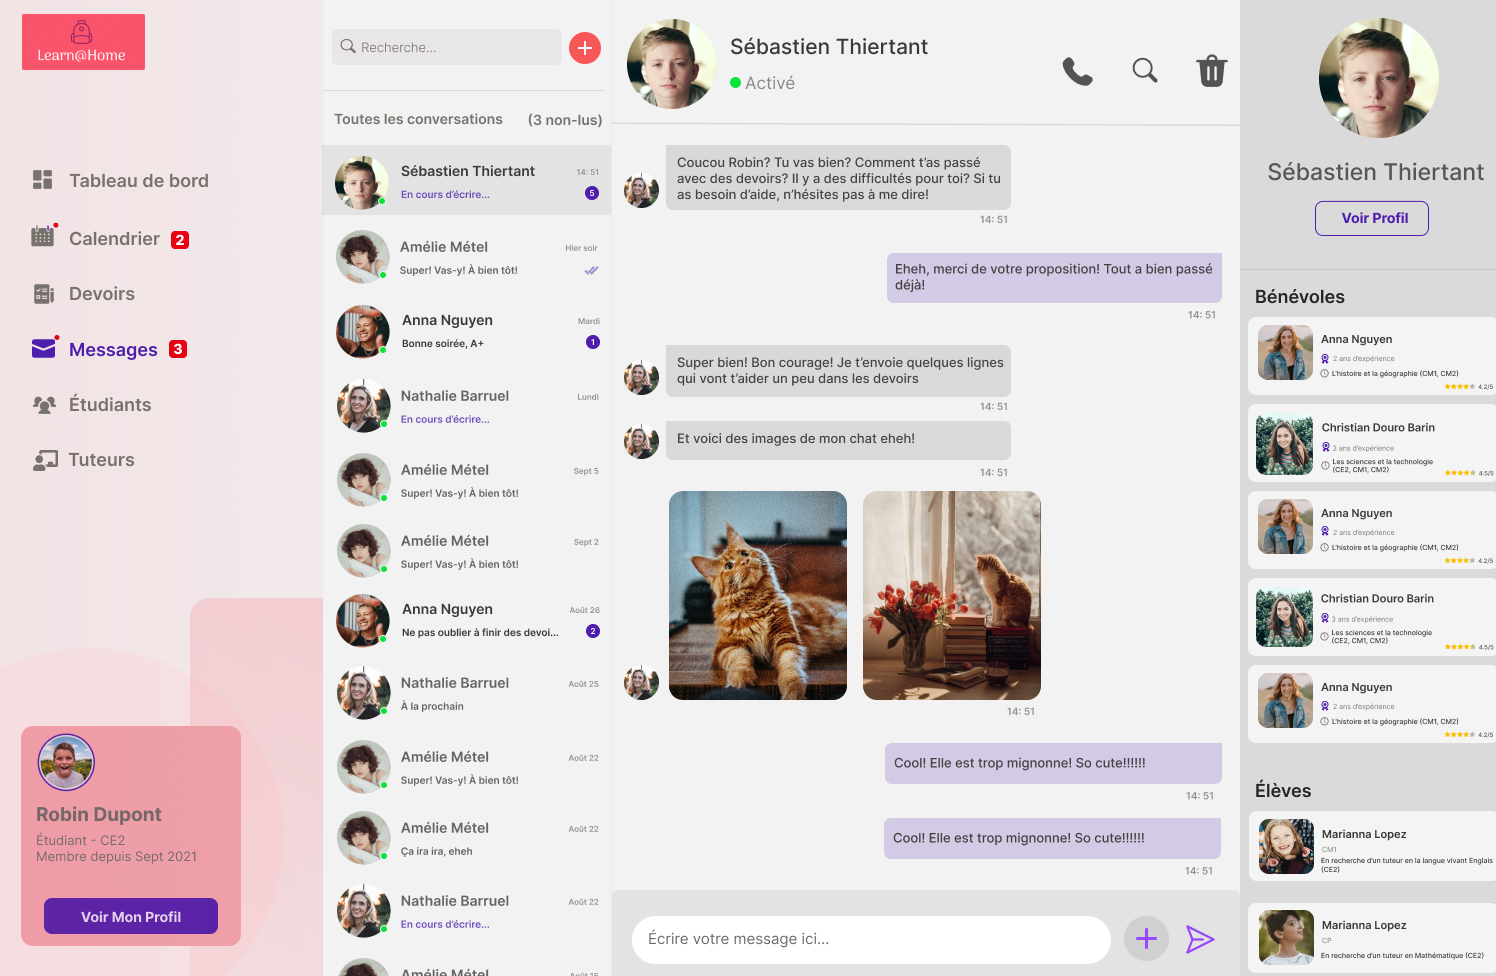 Learn@Home
Tableau de bord
Calendrier 2
Devoirs
Messages 3
Étudiants
Tuteurs
Robin Dupont
Étudiant - CE2
Membre depuis Sept 2021
Voir Mon Profil
Recherche...
Toutes les conversations (3 non-lus)
Sébastien Thiertant 14: 51
En cours d'écrire... 5
Amélie Métel Hier soir
Super! Vas-y! À bien tôt!
Anna Nguyen Mardi
Bonne soirée, A+ 1
Nathalie Barruel Lundi
En cours d'écrire...
Amélie Métel Sept 5
Super! Vas-y! À bien tôt!
Amélie Métel Sept 2
Super! Vas-y! À bien tôt!
Anna Nguyen Août 26
Ne pas oublier à finir des devoi... 2
Nathalie Barruel Août 25
À la prochain
Amélie Métel Août 22
Super! Vas-y! À bien tôt!
Amélie Métel Août 22
Ça ira ira, eheh
Nathalie Barruel Août 22
En cours d'écrire...
Amélie Métel Août 15
Sébastien Thiertant
Activé
Coucou Robin? Tu vas bien? Comment t'as passé
avec des devoirs? Il y a des difficultés pour toi? Si tu
as besoin d'aide, n'hésites pas à me dire!
14: 51
Eheh, merci de votre proposition! Tout a bien passé
déjà!
14: 51
Super bien! Bon courage! Je t'envoie quelques lignes
qui vont t'aider un peu dans les devoirs
14: 51
Et voici des images de mon chat eheh!
14: 51
14: 51
Cool! Elle est trop mignonne! So cute!!!!!!
14: 51
Cool! Elle est trop mignonne! So cute!!!!!!
14: 51
Écrire votre message ici...
Sébastien Thiertant
Voir Profil
Bénévoles
Anna Nguyen
2 ans d'expérience
L'histoire et la géographie (CM1, CM2)
4.2/5
Christian Douro Barin
3 ans d'expérience
Les sciences et la technologie
(CE2, CM1, CM2)
4.5/5
Anna Nguyen
2 ans d'expérience
L'histoire et la géographie (CM1, CM2)
4.2/5
Christian Douro Barin
3 ans d'expérience
Les sciences et la technologie
(CE2, CM1, CM2)
4.5/5
Anna Nguyen
2 ans d'expérience
L'histoire et la géographie (CM1, CM2)
4.2/5
Élèves
Marianna Lopez
CM1
En recherche d'un tuteur en la langue vivant Englais
(CE2)
Marianna Lopez
CP
En recherche d'un tuteur en Mathématique (CE2)